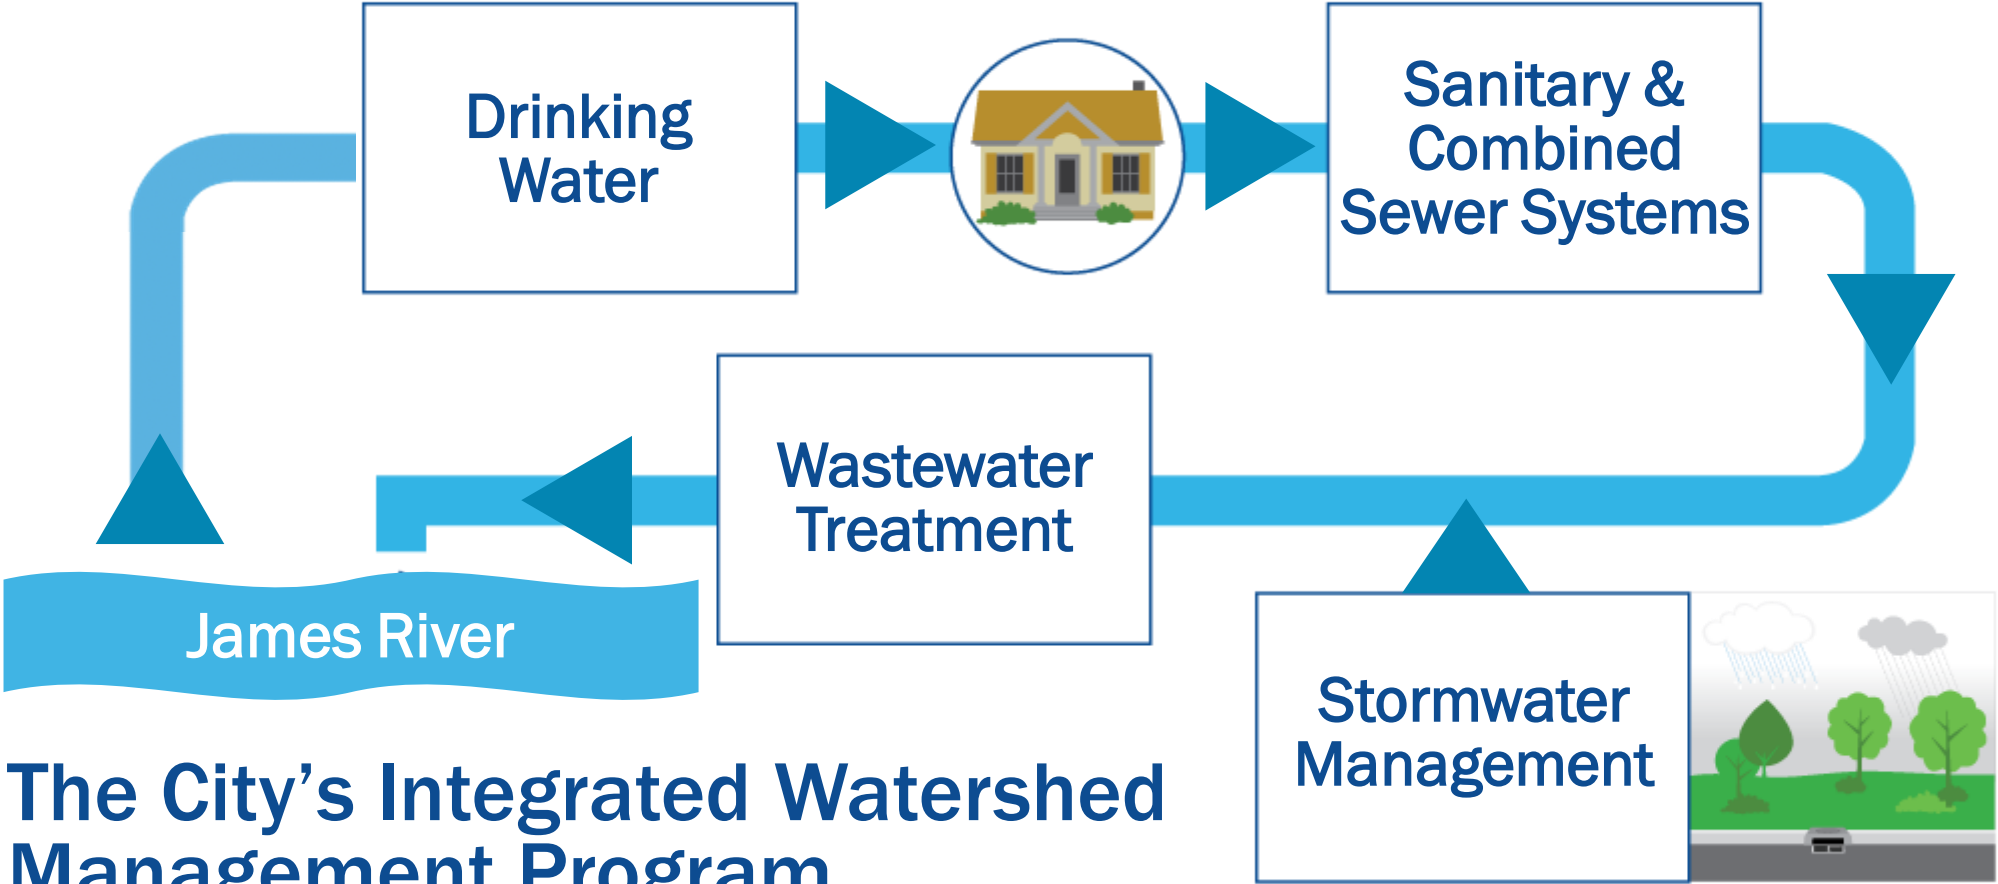 Drinking
Water
Sanitary &
Combined
Sewer Systems
Wastewater
Treatment
James River
Stormwater
Management
The City’s Integrated Watershed
Management Program